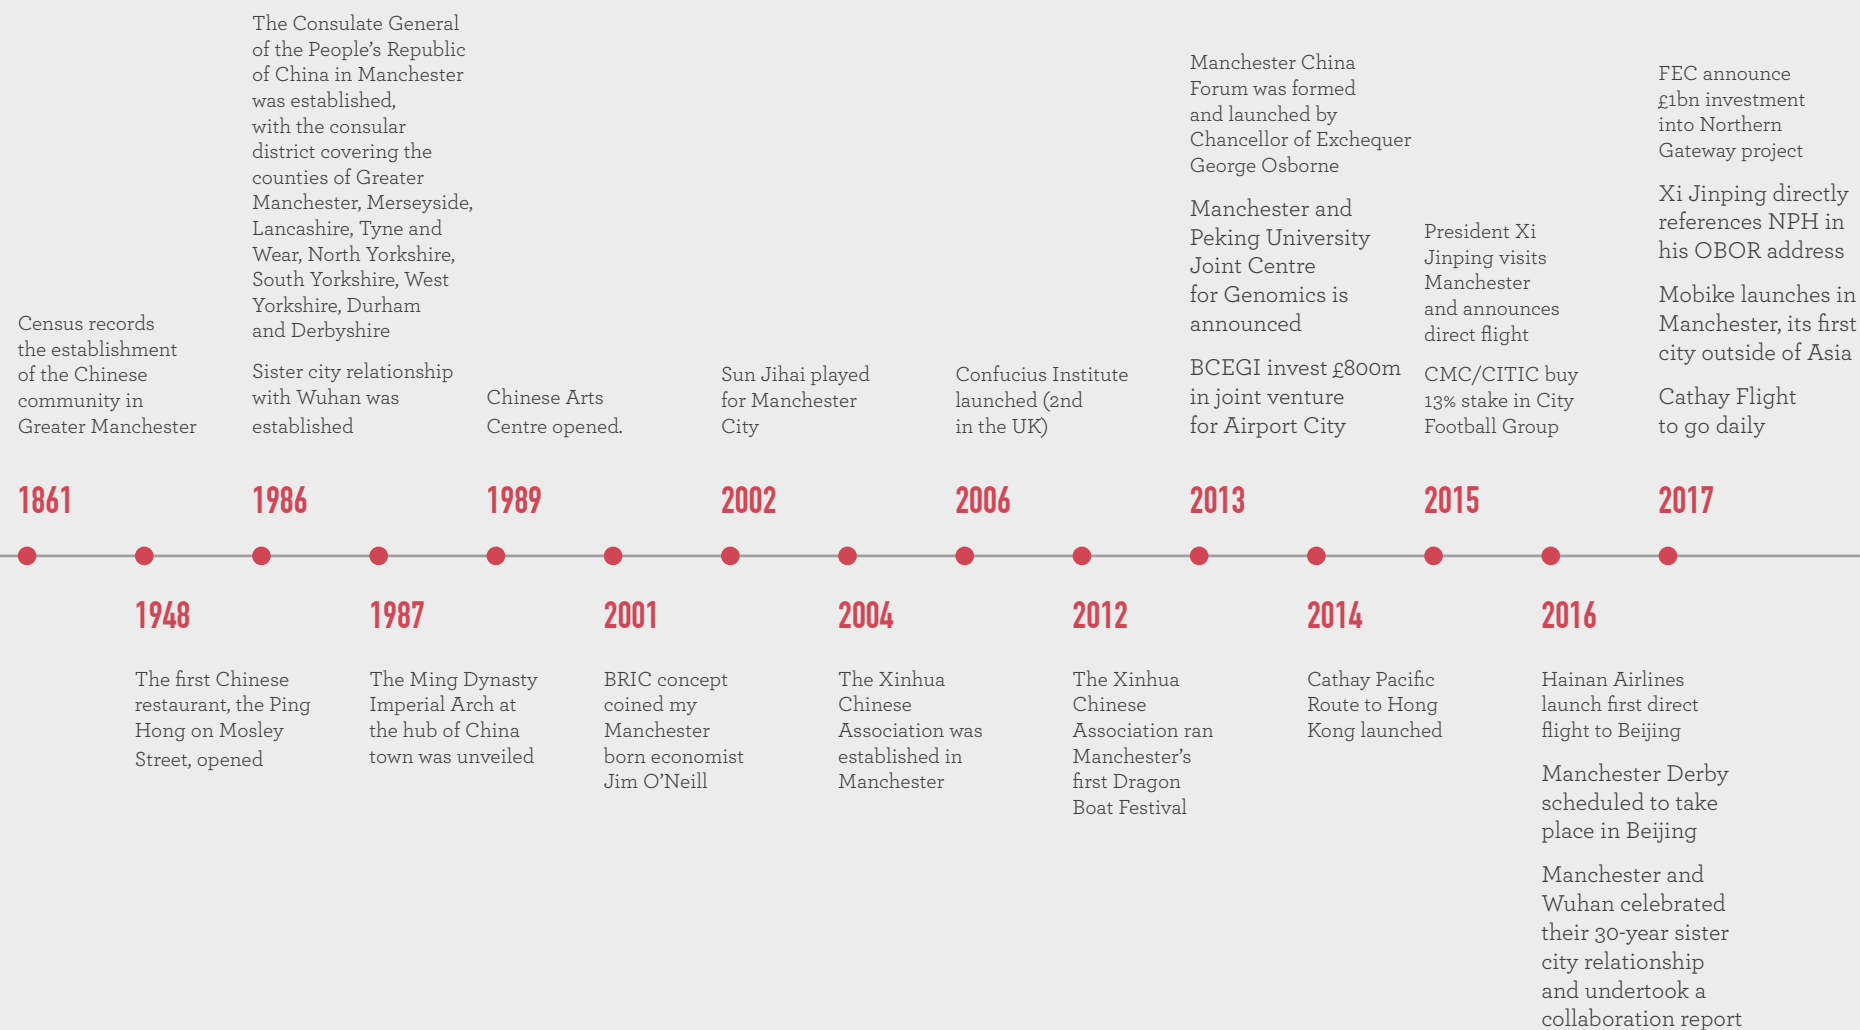 The Consulate General
of the People's Republic
of China in Manchester
was established,
with the consular
district covering the
counties of Greater
Manchester, Merseyside,
Lancashire, Tyne and
Wear, North Yorkshire,
South Yorkshire, West
Yorkshire, Durham
and Derbyshire
Sister city relationship
with Wuhan was
established
Census records
the establishment
of the Chinese
community in
Greater Manchester
Chinese Arts
Centre opened.
Sun Jihai played
for Manchester
City
Confucius Institute
launched (2nd
in the UK)
Manchester China
Forum was formed
and launched by
Chancellor of Exchequer
George Osborne
Manchester and
Peking University
Joint Centre
for Genomics is
announced
BCEGI invest £800m
in joint venture
for Airport City
President Xi
Jinping visits
Manchester
and announces
direct flight
CMC/CITIC buy
13% stake in City
Football Group
FEC announce
£1bn investment
into Northern
Gateway project
Xi Jinping directly
references NPH in
his OBOR address
Mobike launches in
Manchester, its first
city outside of Asia
Cathay Flight
to go daily
1861
1986
1989
2002
2006
2013
2015
2017
1948
1987
2001
2004
2012
2014
2016
The first Chinese
restaurant, the Ping
Hong on Mosley
Street, opened
The Ming Dynasty
Imperial Arch at
the hub of China
town was unveiled
BRIC concept
coined my
Manchester
born economist
Jim O'Neill
The Xinhua
Chinese
Association was
established in
Manchester
The Xinhua
Chinese
Association ran
Manchester's
first Dragon
Boat Festival
Cathay Pacific
Route to Hong
Kong launched
Hainan Airlines
launch first direct
flight to Beijing
Manchester Derby
scheduled to take
place in Beijing
Manchester and
Wuhan celebrated
their 30-year sister
city relationship
and undertook a
collaboration report